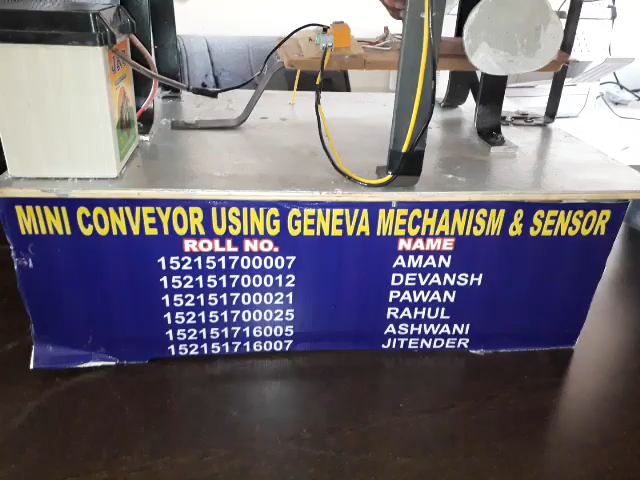 MINI CONVEYOR USING GENEVA MECHANISM & SENSOR
ROLL NO. NAME
152151700007 AMAN
152151700012 DEVANSH
152151700021 PAWAN
152151700025 RAHUL
152151716005 ASHWANI
152151716007 JITENDER